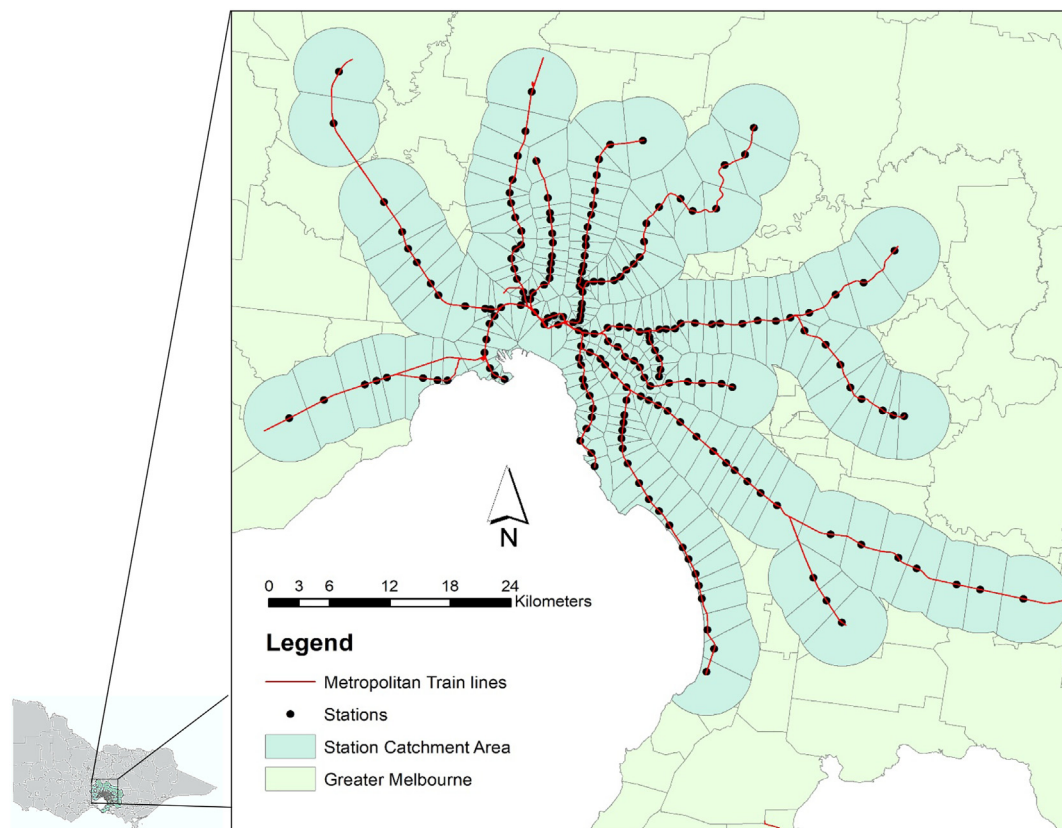 N
0 3 6 12 18 24
Kilometers
Legend
Metropolitan Train lines
Stations
Station Catchment Area
Greater Melbourne